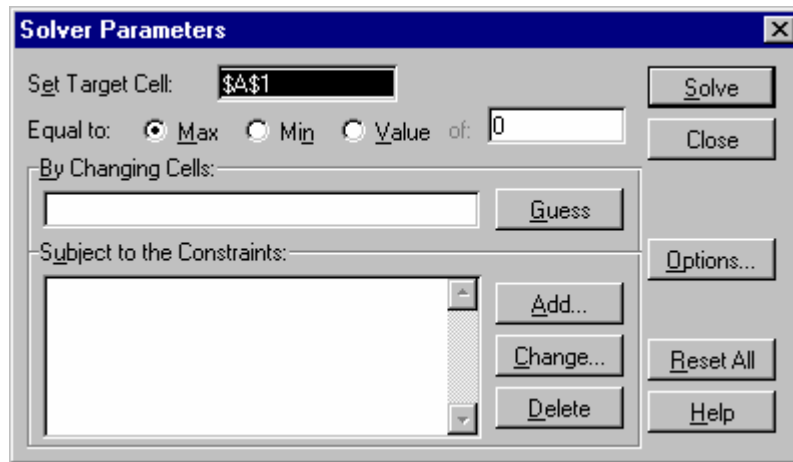 Solver Parameters
Set Target Cell: $A$1
Solve
Equal to: Max Min Value of: 0
Close
By Changing Cells:
Guess
Subject to the Constraints:
Options...
Add...
Change...
Reset All
Delete
Help